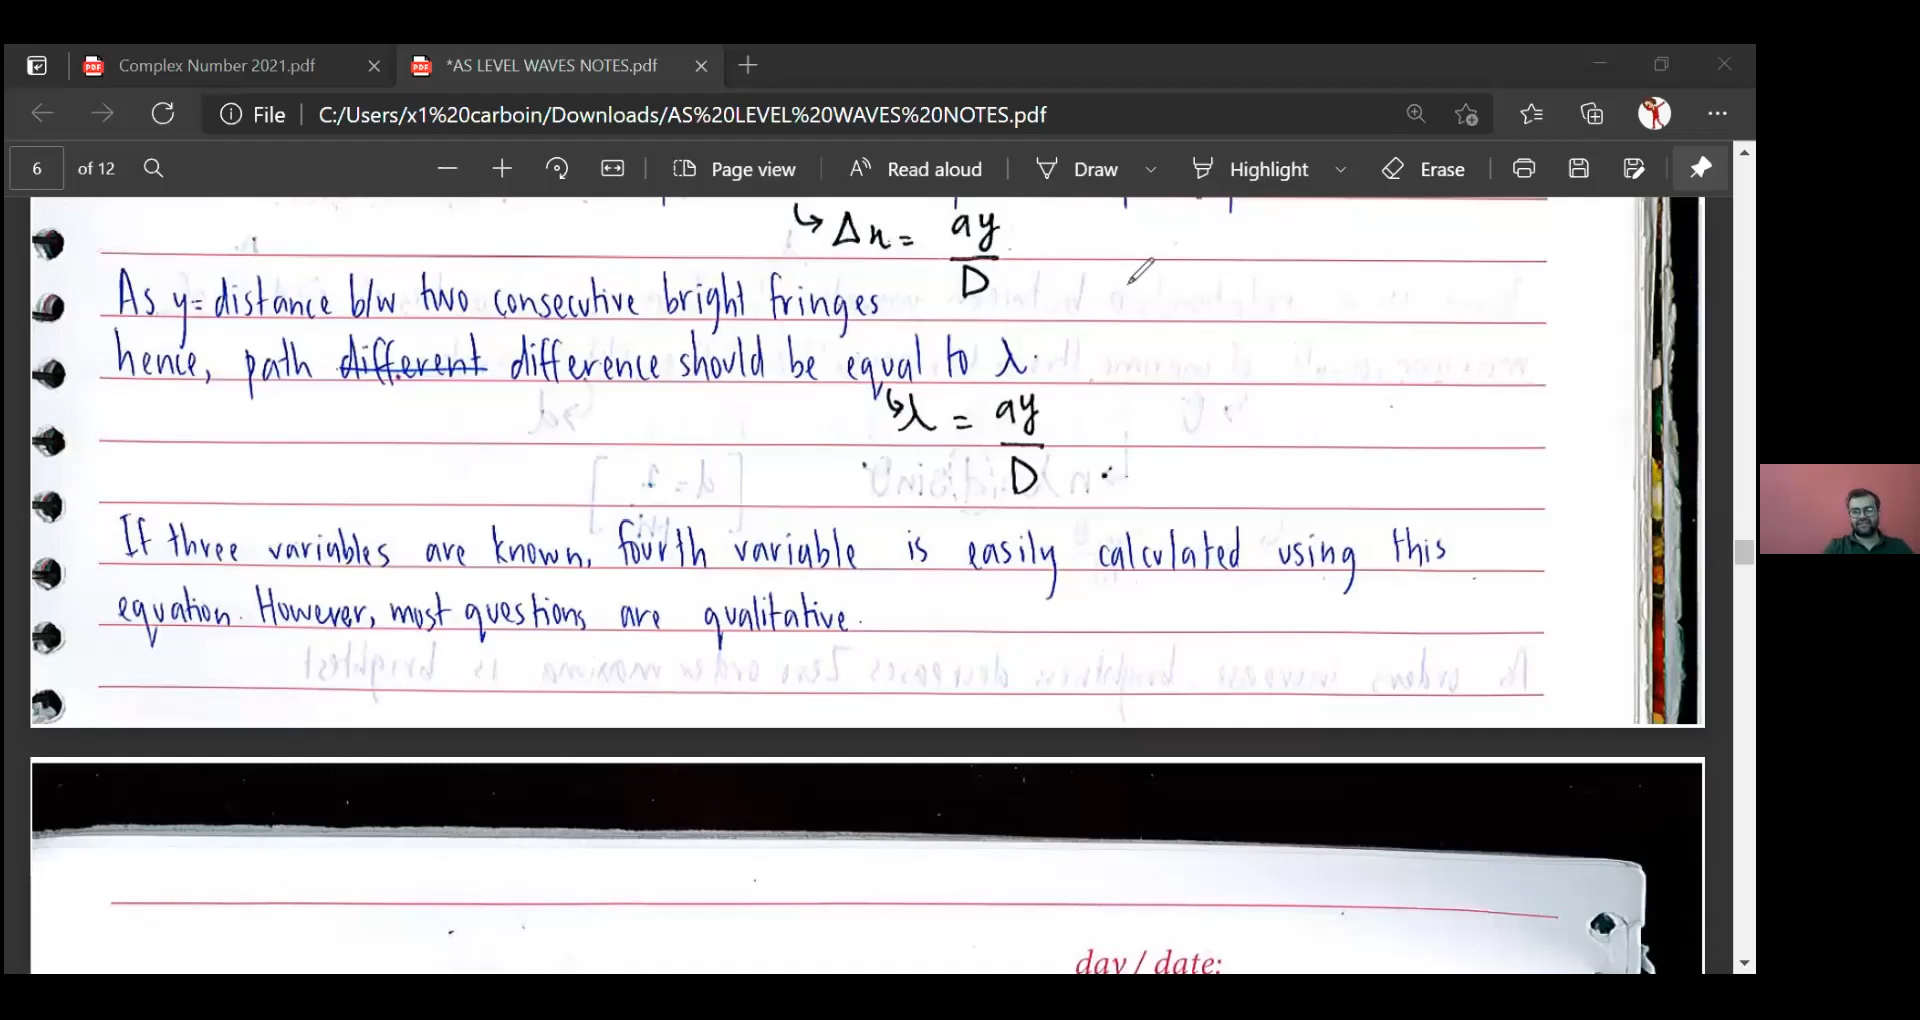 Complex Number 2021.pdf
*AS LEVEL WAVES NOTES.pdf
File
C:/Users/x1%20carboin/Downloads/AS%20LEVEL%20WAVES%20NOTES.pdf
6 of 12
Page view
Read aloud
Draw
Highlight
Erase
↳ Δx = ay/D
As y= distance b/w two consecutive bright fringes
hence, path different difference should be equal to λ.
↳ λ = ay/D
If three variables are known, fourth variable is easily calculated using this
equation. However, most questions are qualitative.
day / date: